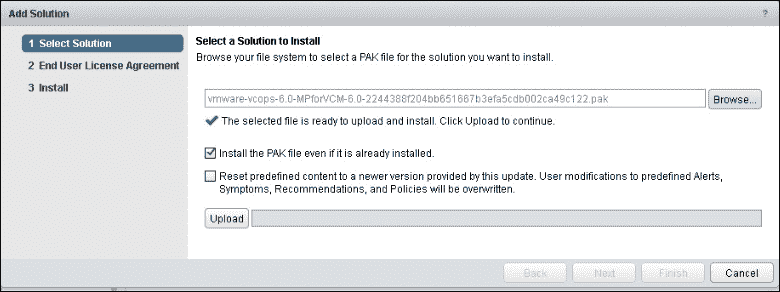 Add Solution
?
1 Select Solution
2 End User License Agreement
3 Install
Select a Solution to Install
Browse your file system to select a PAK file for the solution you want to install.
vmware-vcops-6.0-MPforVCM-6.0-2244388f204bb651667b3efa5cdb002ca49c122.pak
Browse...
The selected file is ready to upload and install. Click Upload to continue.
Install the PAK file even if it is already installed.
Reset predefined content to a newer version provided by this update. User modifications to predefined Alerts,
Symptoms, Recommendations, and Policies will be overwritten.
Upload
Back
Next
Finish
Cancel